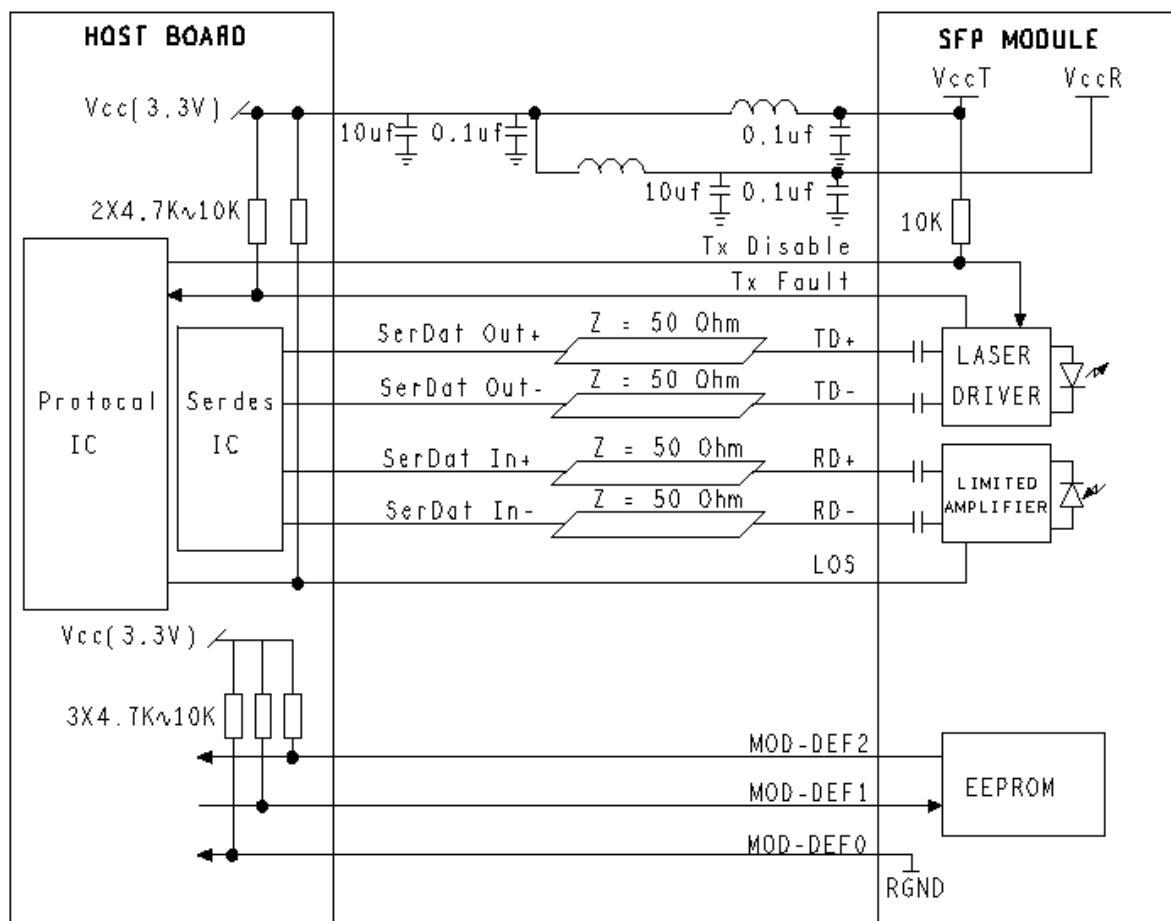 HOST BOARD
SFP MODULE
VccT
VccR
Vcc(3.3V)
10uf
0.1uf
0.1uf
10uf
0.1uf
2X4.7K∿10K
10K
Tx Disable
Tx Fault
Z = 50 Ohm
SerDat Out+
TD+
LASER
DRIVER
Z = 50 Ohm
SerDat Out-
TD-
Protocal
IC
Serdes
IC
Z = 50 Ohm
SerDat In+
RD+
LIMITED
AMPLIFIER
Z = 50 Ohm
SerDat In-
RD-
LOS
Vcc(3.3V)
3X4.7K∿10K
MOD-DEF2
MOD-DEF1
EEPROM
MOD-DEF0
RGND